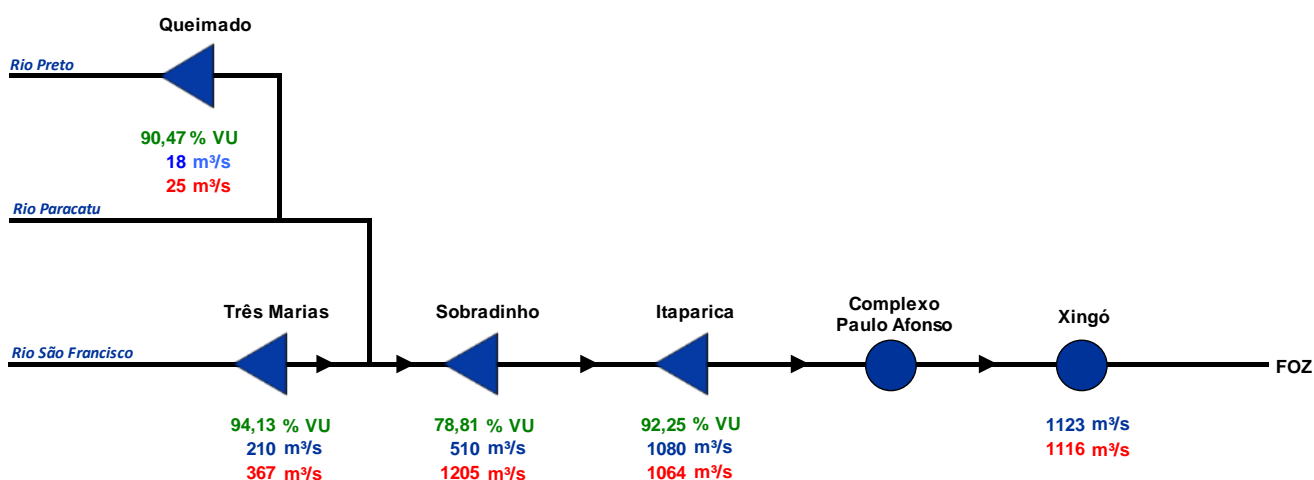 Queimado
Rio Preto
90,47 % VU
18 m³/s
25 m³/s
Rio Paracatu
Três Marias
Sobradinho
Itaparica
Complexo
Paulo Afonso
Xingó
Rio São Francisco
FOZ
94,13 % VU
210 m³/s
367 m³/s
78,81 % VU
510 m³/s
1205 m³/s
92,25 % VU
1080 m³/s
1064 m³/s
1123 m³/s
1116 m³/s